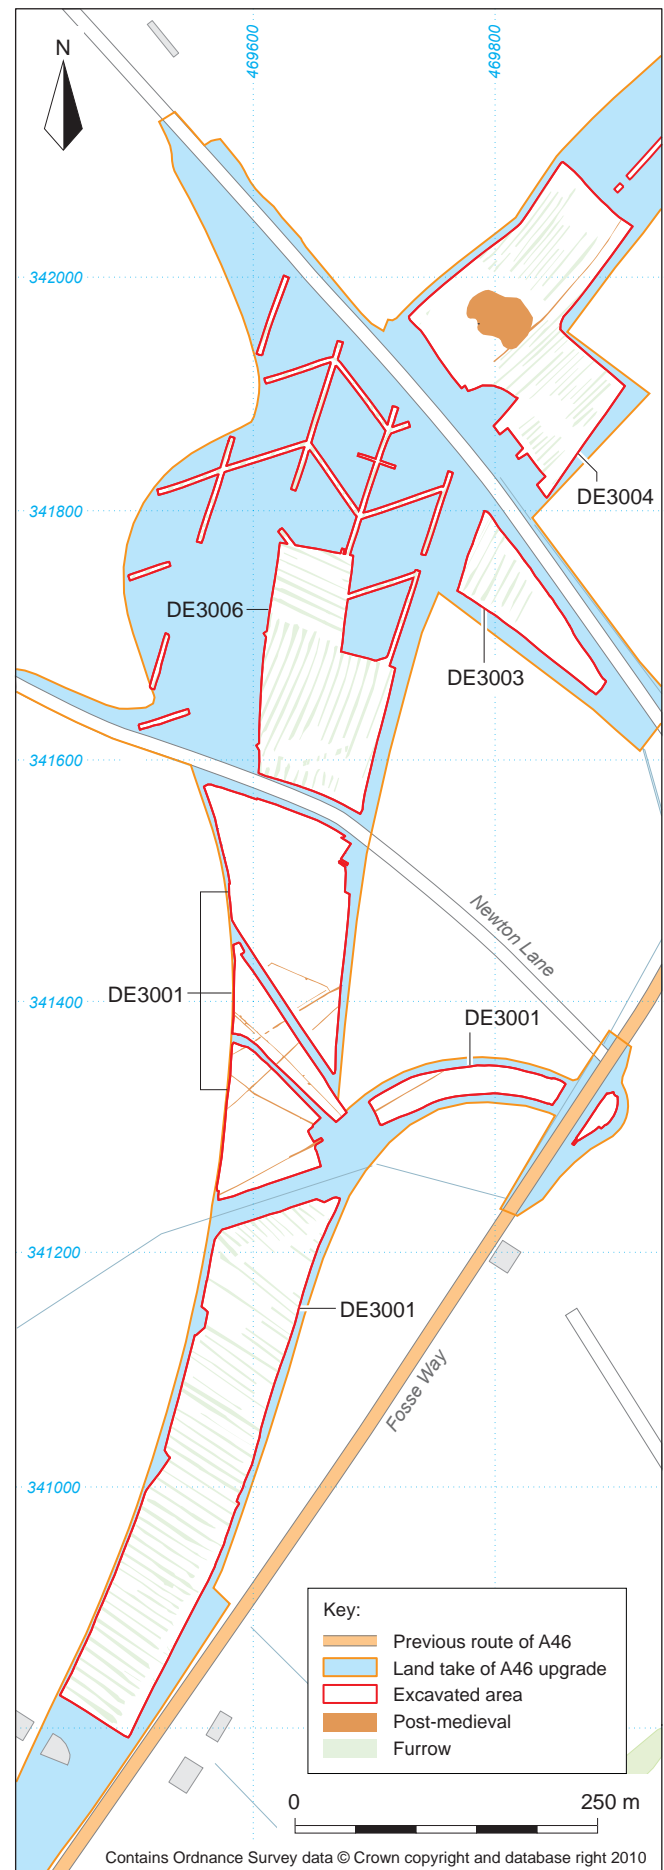 469600
469800
N
342000
DE3004
341800
DE3006
DE3003
341600
Newton Lane
DE3001
341400
DE3001
341200
DE3001
Fosse Way
341000
Key:
Previous route of A46
Land take of A46 upgrade
Excavated area
Post-medieval
Furrow
0 250 m
Contains Ordnance Survey data © Crown copyright and database right 2010